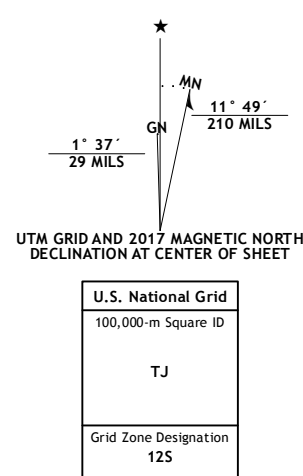 ★
MN
GN
11° 49´
210 MILS
1° 37´
29 MILS
UTM GRID AND 2017 MAGNETIC NORTH
DECLINATION AT CENTER OF SHEET
U.S. National Grid
100,000-m Square ID
TJ
Grid Zone Designation
12S